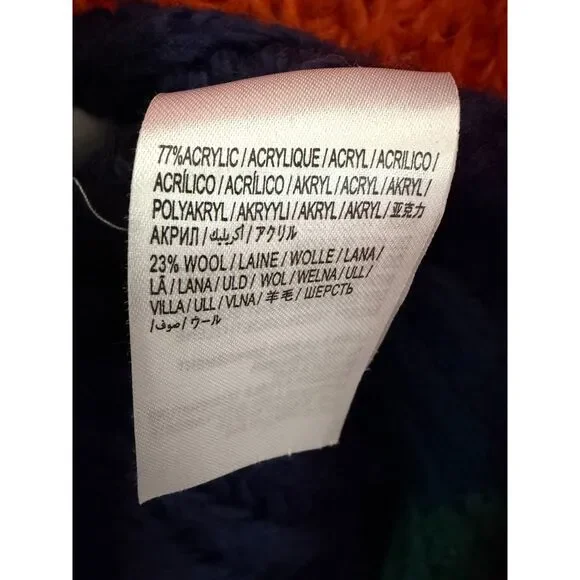 77%ACRYLIC/ACRYLIQUE/ACRYL/ACRILICO/
ACRÍLICO/ACRÍLICO/AKRYL/ACRYL/AKRYL/
POLYAKRYL/AKRYYLI/AKRYL/AKRYL/亚克力
АКРИЛ/أكريليك/アクリル
23% WOOL/LAINE/WOLLE/LANA/
LÃ/LANA/ULD/WOL/WELNA/ULL/
VILLA/ULL/VLNA/羊毛/ШЕРСТЬ
/صوف/ウール